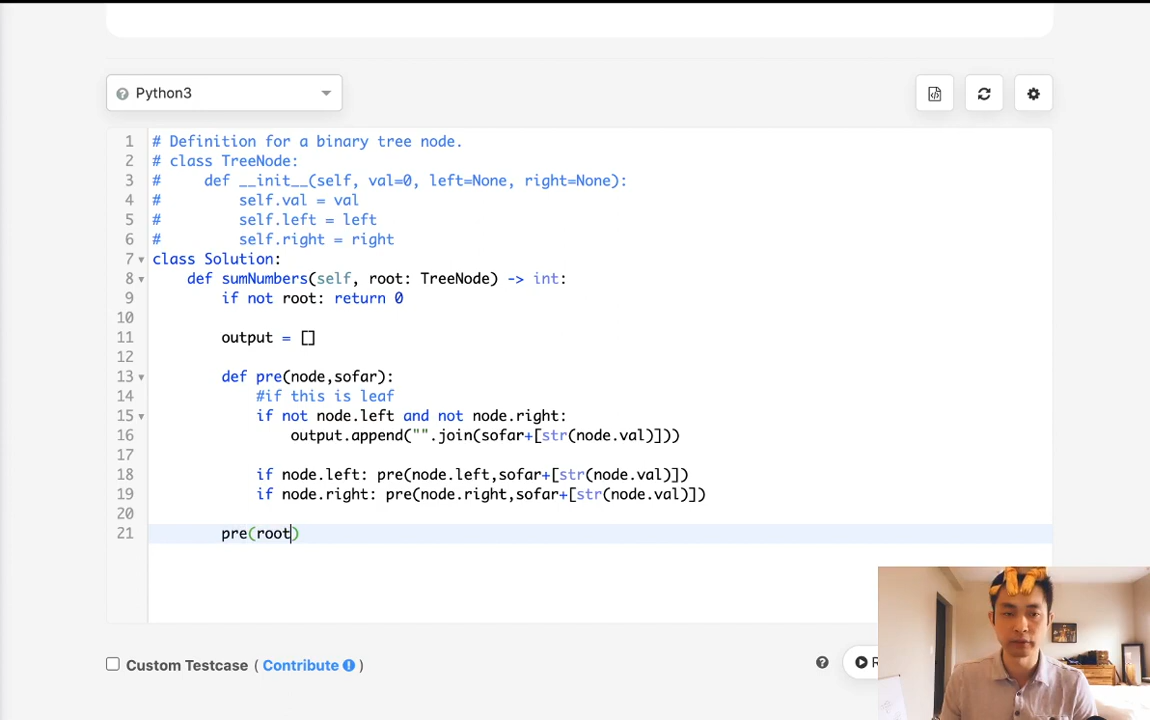 Python3
1 # Definition for a binary tree node.
2 # class TreeNode:
3 #     def __init__(self, val=0, left=None, right=None):
4 #         self.val = val
5 #         self.left = left
6 #         self.right = right
7 class Solution:
8     def sumNumbers(self, root: TreeNode) -> int:
9         if not root: return 0
10
11         output = []
12
13         def pre(node,sofar):
14             #if this is leaf
15             if not node.left and not node.right:
16                 output.append("".join(sofar+[str(node.val)]))
17
18             if node.left: pre(node.left,sofar+[str(node.val)])
19             if node.right: pre(node.right,sofar+[str(node.val)])
20
21         pre(root)
Custom Testcase ( Contribute )
R